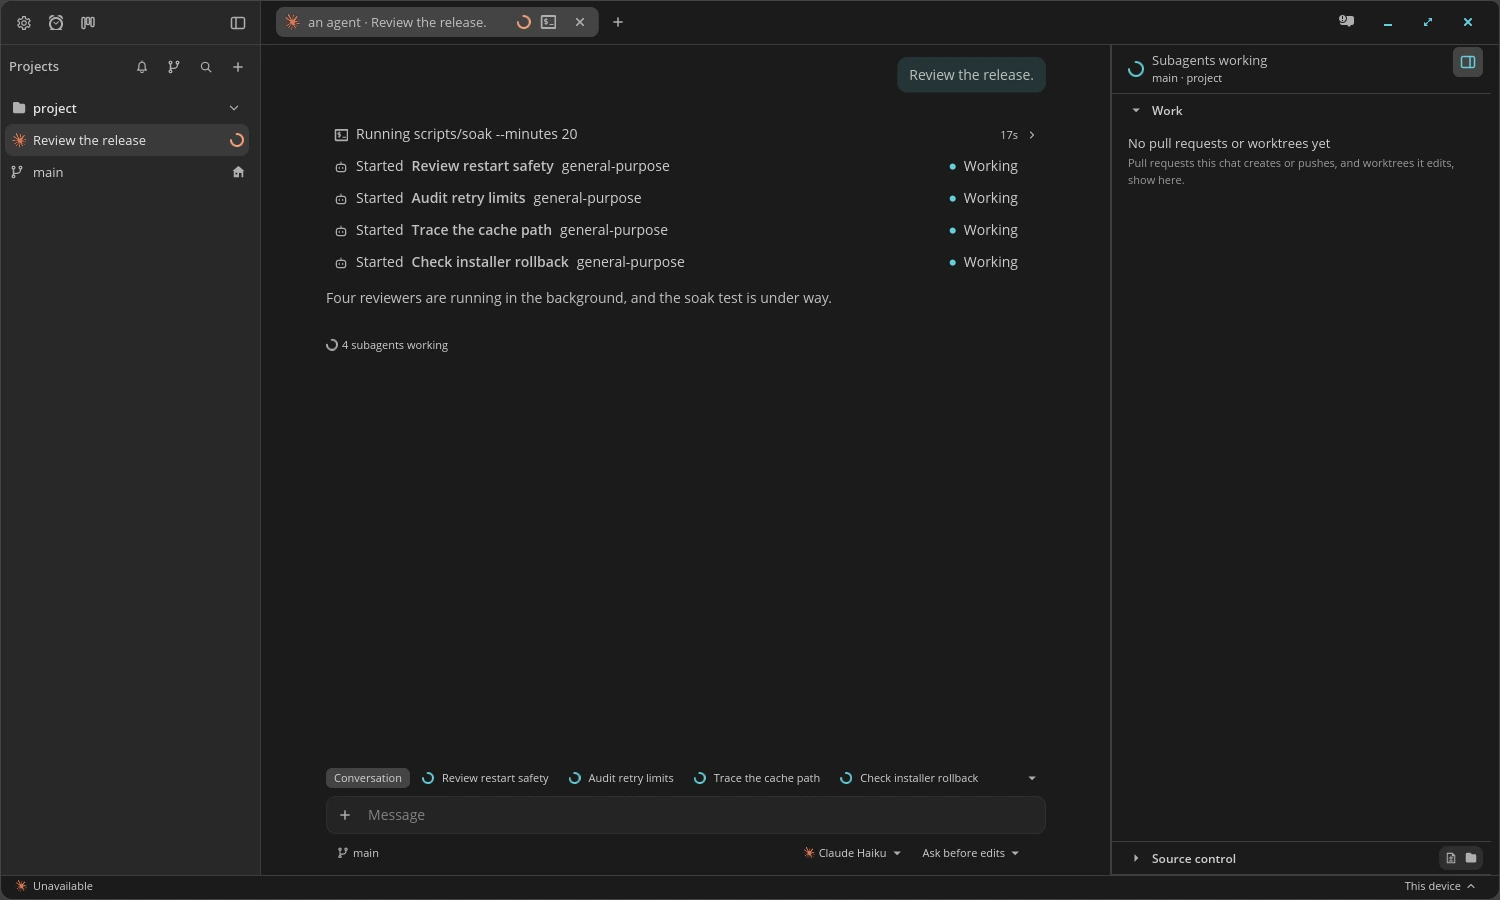 an agent · Review the release.
Projects
project
Review the release
main
Review the release.
Running scripts/soak --minutes 20 17s
Started Review restart safety general-purpose Working
Started Audit retry limits general-purpose Working
Started Trace the cache path general-purpose Working
Started Check installer rollback general-purpose Working
Four reviewers are running in the background, and the soak test is under way.
4 subagents working
Conversation Review restart safety Audit retry limits Trace the cache path Check installer rollback
Message
main Claude Haiku Ask before edits
Subagents working
main · project
Work
No pull requests or worktrees yet
Pull requests this chat creates or pushes, and worktrees it edits,
show here.
Source control
Unavailable
This device